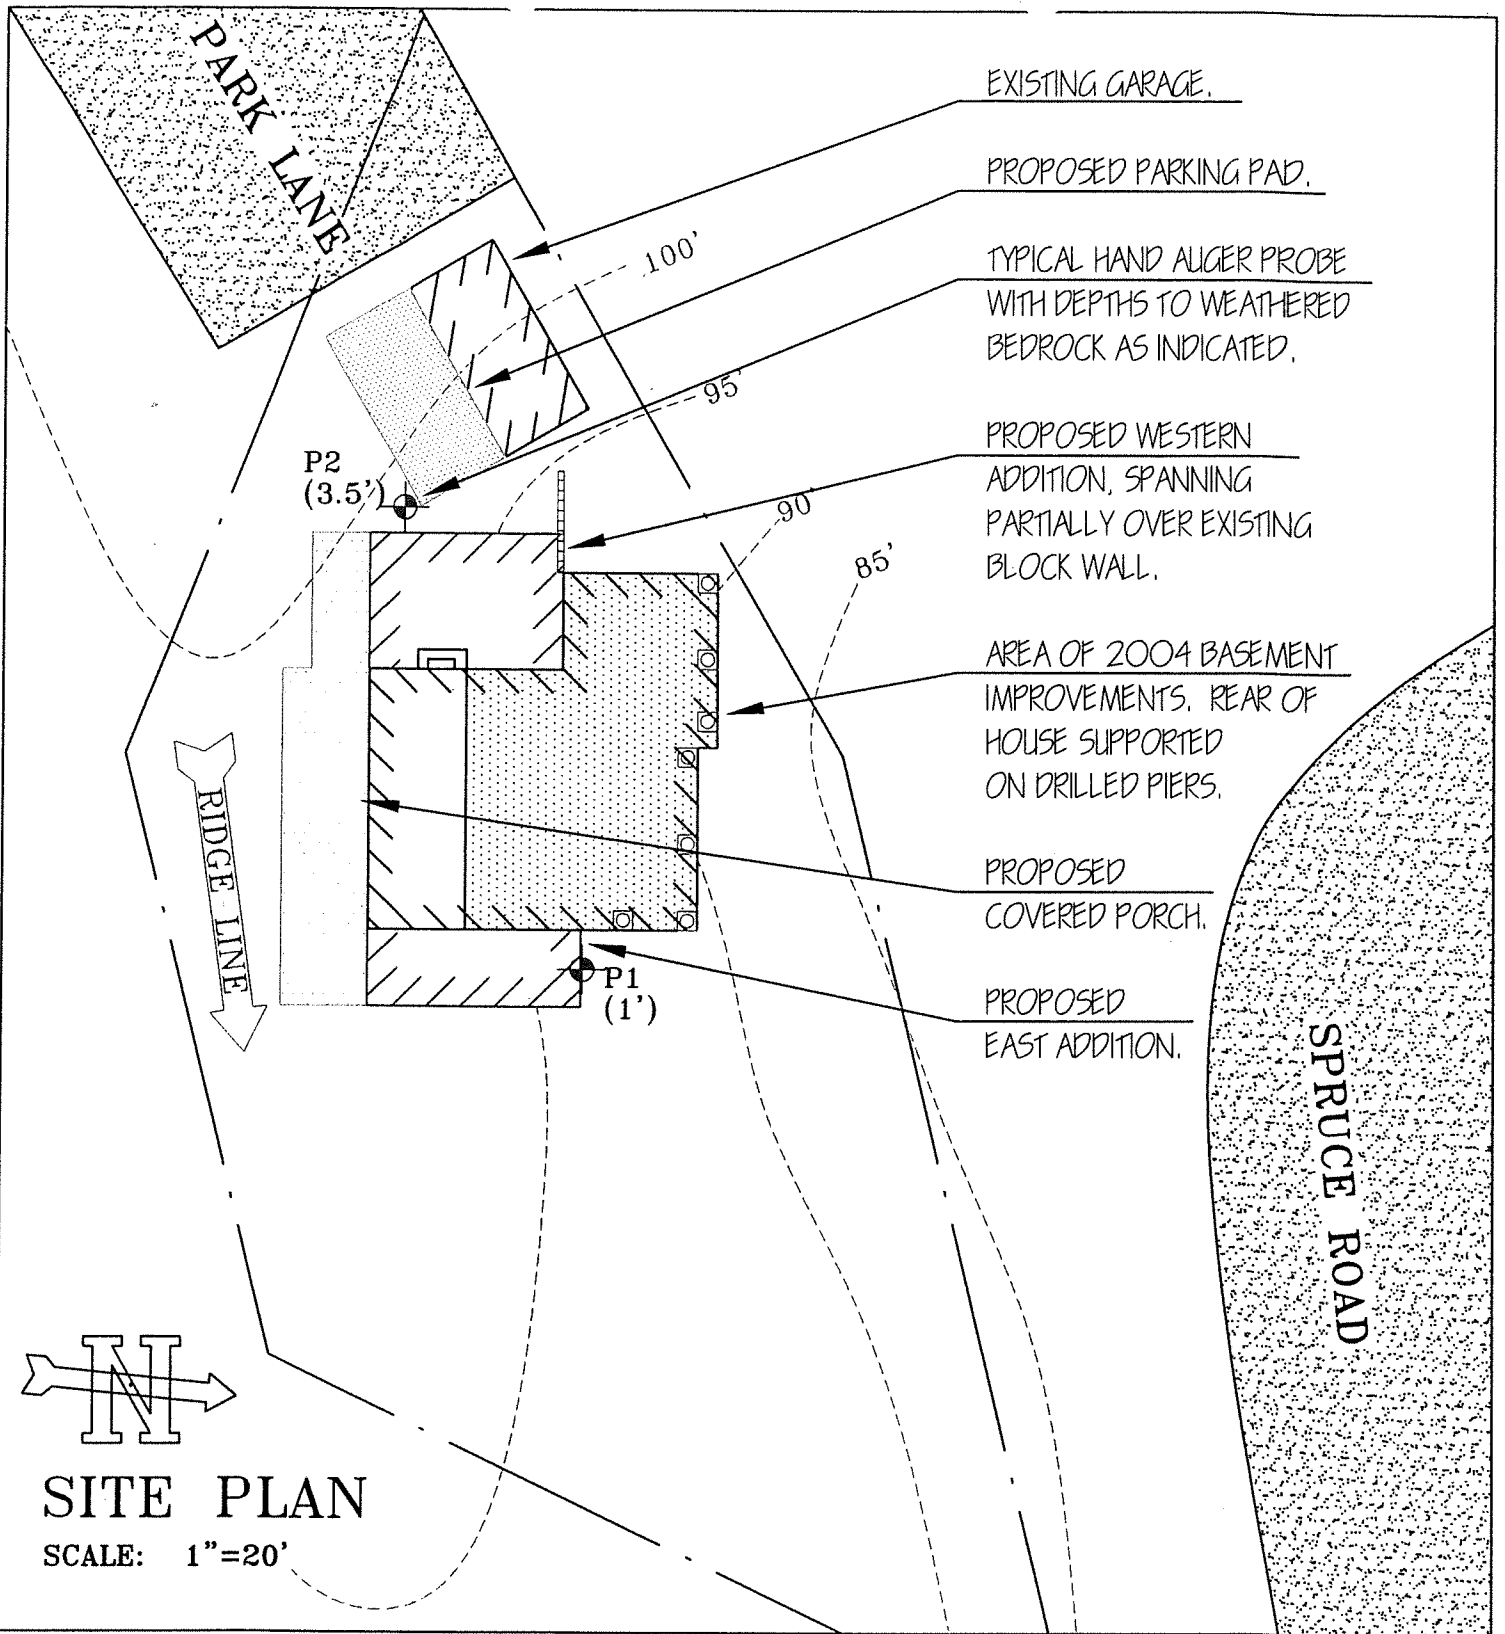 PARK LANE
EXISTING GARAGE.
PROPOSED PARKING PAD.
TYPICAL HAND AUGER PROBE
WITH DEPTHS TO WEATHERED
BEDROCK AS INDICATED.
PROPOSED WESTERN
ADDITION, SPANNING
PARTIALLY OVER EXISTING
BLOCK WALL.
AREA OF 2004 BASEMENT
IMPROVEMENTS. REAR OF
HOUSE SUPPORTED
ON DRILLED PIERS.
PROPOSED
COVERED PORCH.
PROPOSED
EAST ADDITION.
100'
95'
90'
85'
P2
(3.5')
P1
(1')
RIDGE LINE
SPRUCE ROAD
N
SITE PLAN
SCALE: 1"=20'